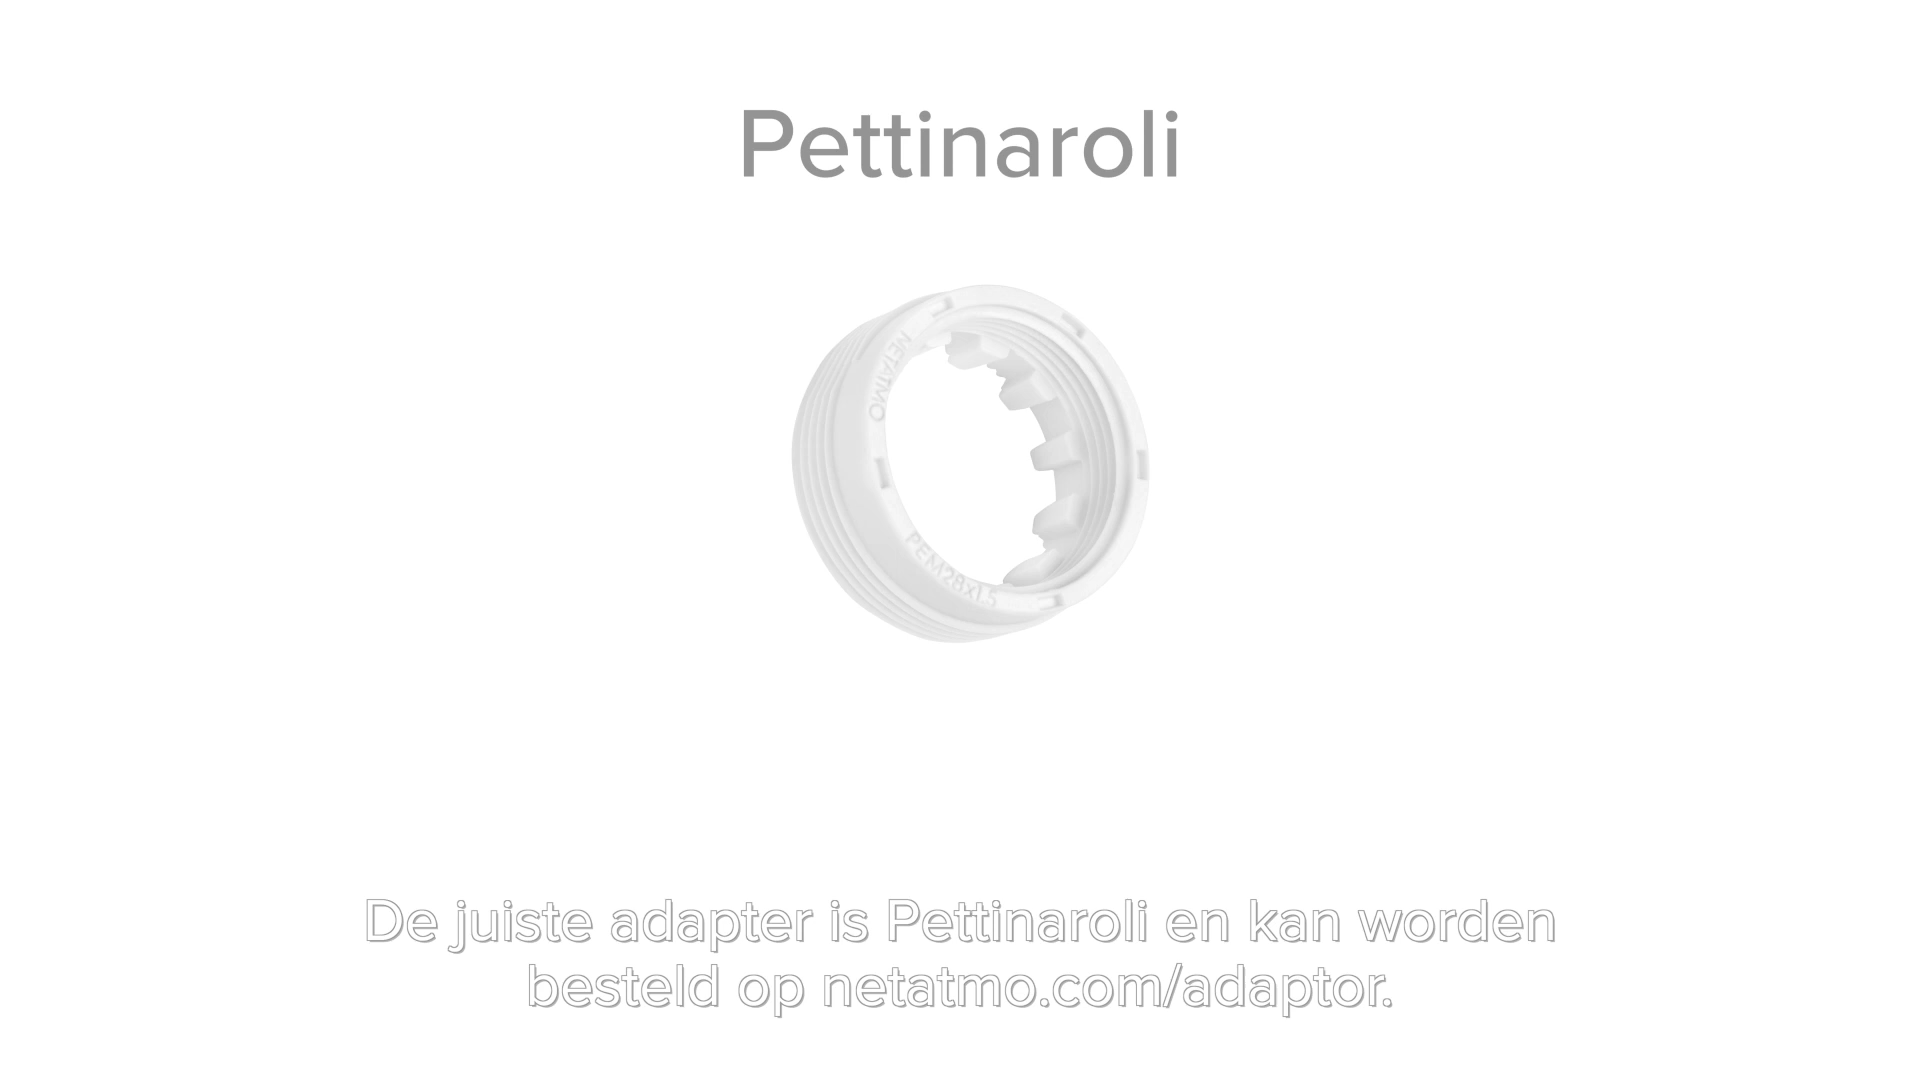 Pettinaroli
NETATMO
PEM28x1.5
De juiste adapter is Pettinaroli en kan worden
besteld op netatmo.com/adaptor.